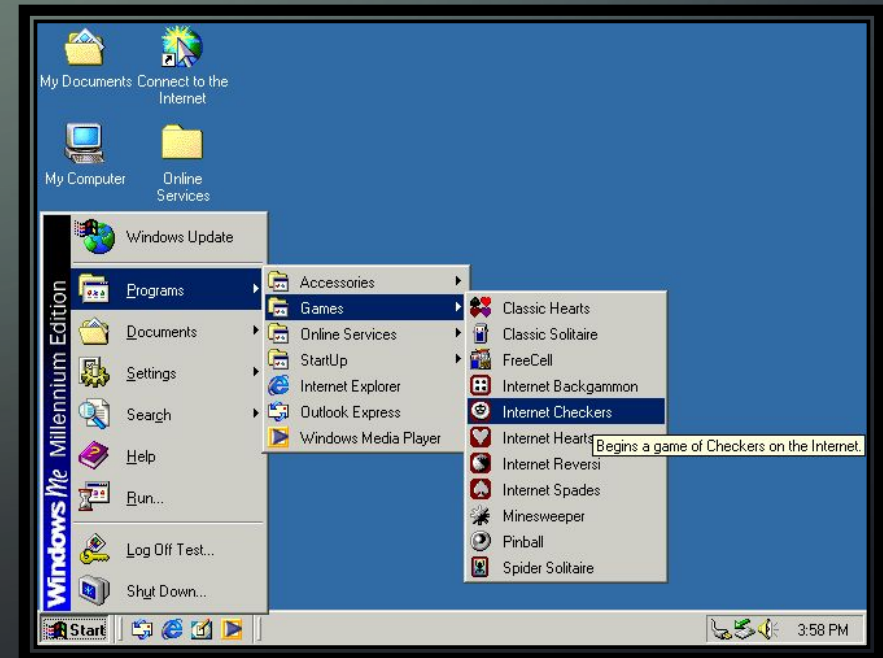 My Documents
Connect to the
Internet
My Computer
Online
Services
Windows Me Millennium Edition
Windows Update
Programs
Documents
Settings
Search
Help
Run...
Log Off Test...
Shut Down...
Accessories
Games
Online Services
StartUp
Internet Explorer
Outlook Express
Windows Media Player
Classic Hearts
Classic Solitaire
FreeCell
Internet Backgammon
Internet Checkers
Internet Hearts
Begins a game of Checkers on the Internet.
Internet Reversi
Internet Spades
Minesweeper
Pinball
Spider Solitaire
Start
3:58 PM